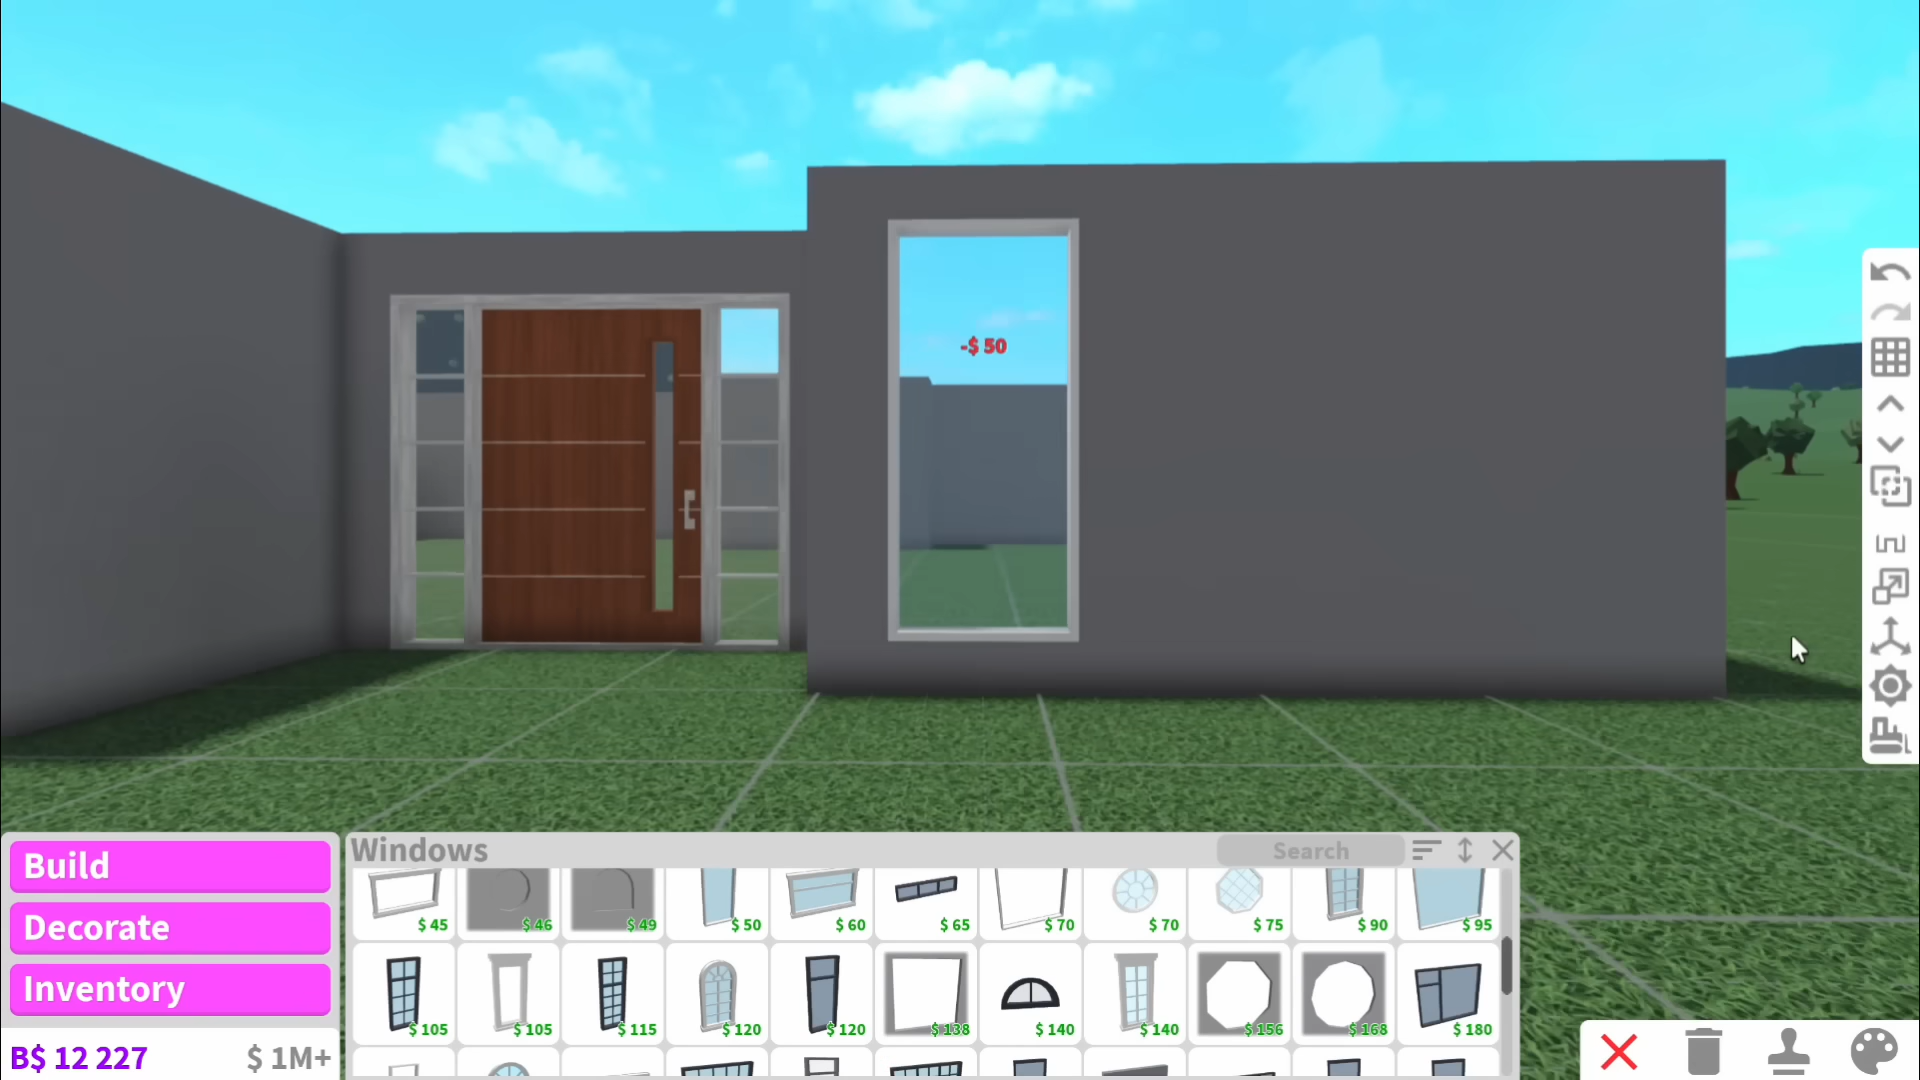 -$ 50
Build
Decorate
Inventory
B$ 12 227 $ 1M+
Windows Search
$ 45 $ 46 $ 49 $ 50 $ 60 $ 65 $ 70 $ 70 $ 75 $ 90 $ 95
$ 105 $ 105 $ 115 $ 120 $ 120 $ 138 $ 140 $ 140 $ 156 $ 168 $ 180